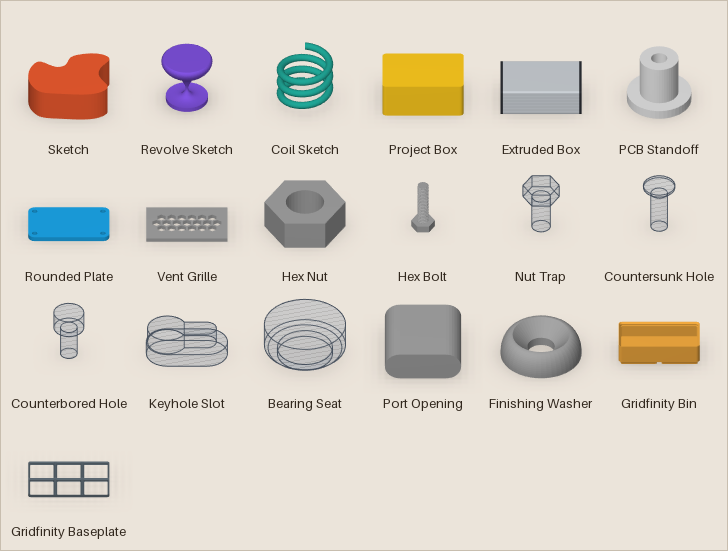 Sketch
Revolve Sketch
Coil Sketch
Project Box
Extruded Box
PCB Standoff
Rounded Plate
Vent Grille
Hex Nut
Hex Bolt
Nut Trap
Countersunk Hole
Counterbored Hole
Keyhole Slot
Bearing Seat
Port Opening
Finishing Washer
Gridfinity Bin
Gridfinity Baseplate